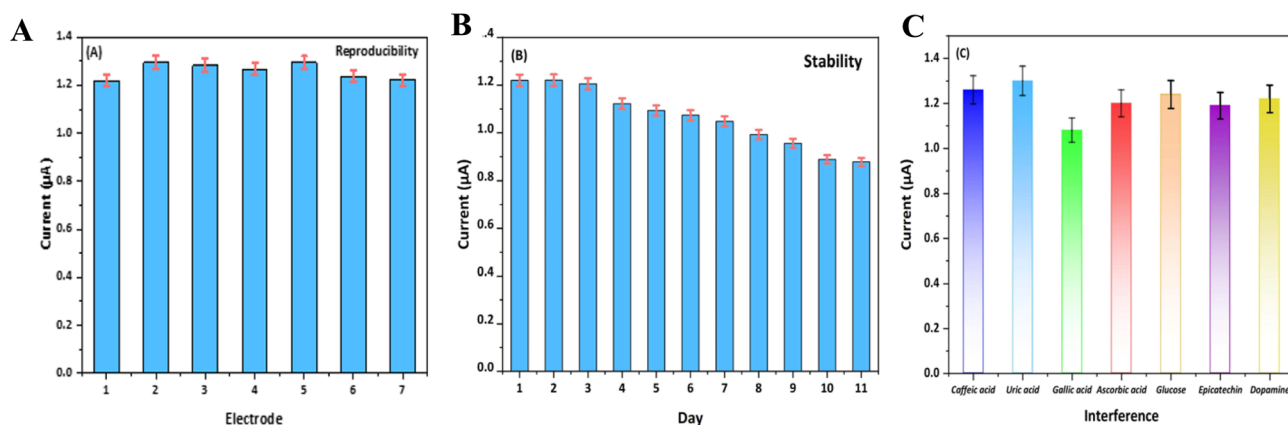 A
(A)
Reproducibility
1.4
1.2
1.0
0.8
0.6
0.4
0.2
0.0
Current (μA)
1 2 3 4 5 6 7
Electrode
B
(B)
Stability
.4
1.2
1.0
0.8
0.6
0.4
0.2
0.0
Current (μA)
1 2 3 4 5 6 7 8 9 10 11
Day
C
(C)
1.4
1.2
1.0
0.8
0.6
0.4
0.2
0.0
Current (μA)
Caffeic acid Uric acid Gallic acid Ascorbic acid Glucose Epicatechin Dopamine
Interference